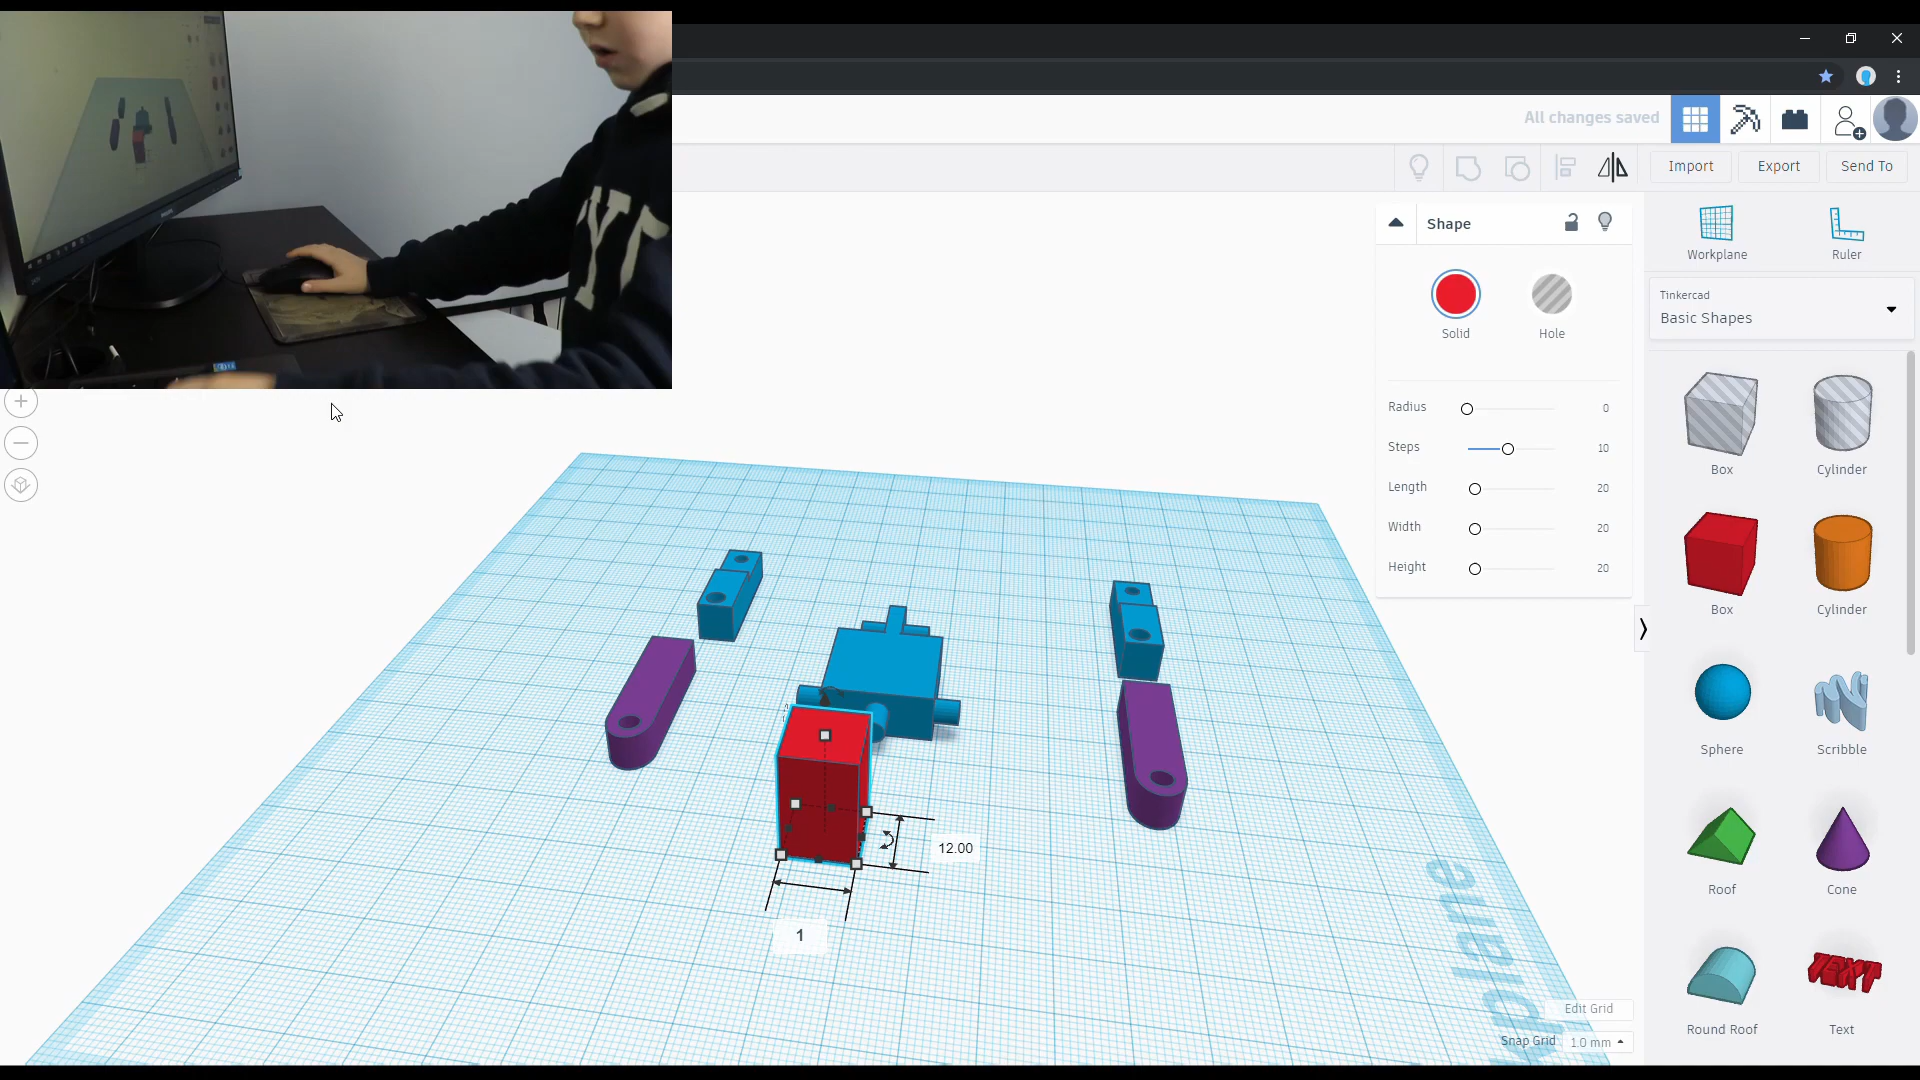 All changes saved
Import
Export
Send To
Shape
Workplane
Ruler
Solid
Hole
Tinkercad
Basic Shapes
Radius
0
Steps
10
Length
20
Width
20
Height
20
Box
Cylinder
Box
Cylinder
Sphere
Scribble
Roof
Cone
Round Roof
Text
TEXT
12.00
1
kplane
Edit Grid
Snap Grid
1.0 mm